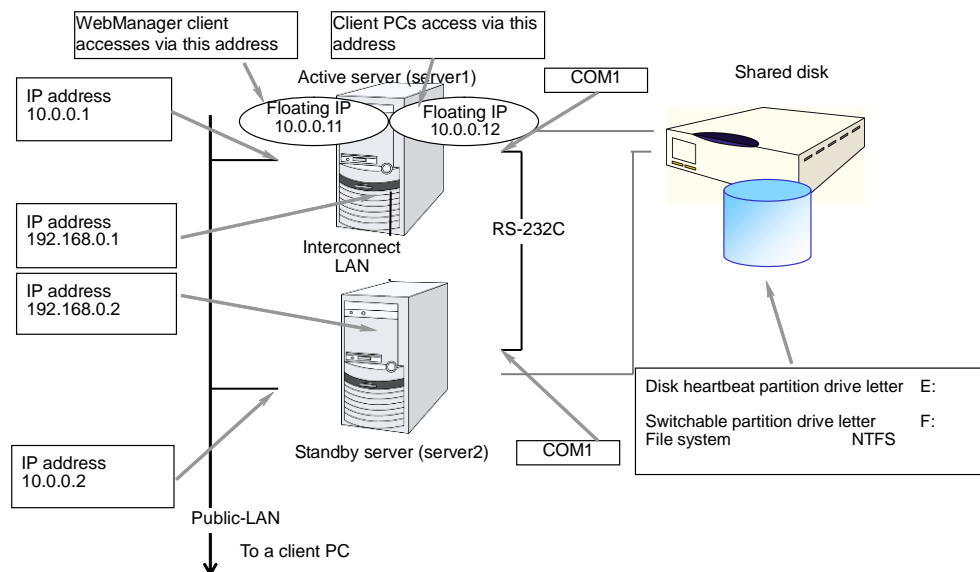 WebManager client
accesses via this address
Client PCs access via this
address
Active server (server1)
COM1
Shared disk
IP address
10.0.0.1
Floating IP
10.0.0.11
Floating IP
10.0.0.12
IP address
192.168.0.1
Interconnect
LAN
RS-232C
IP address
192.168.0.2
Disk heartbeat partition drive letter E:
Switchable partition drive letter F:
File system NTFS
Standby server (server2)
COM1
IP address
10.0.0.2
Public-LAN
To a client PC